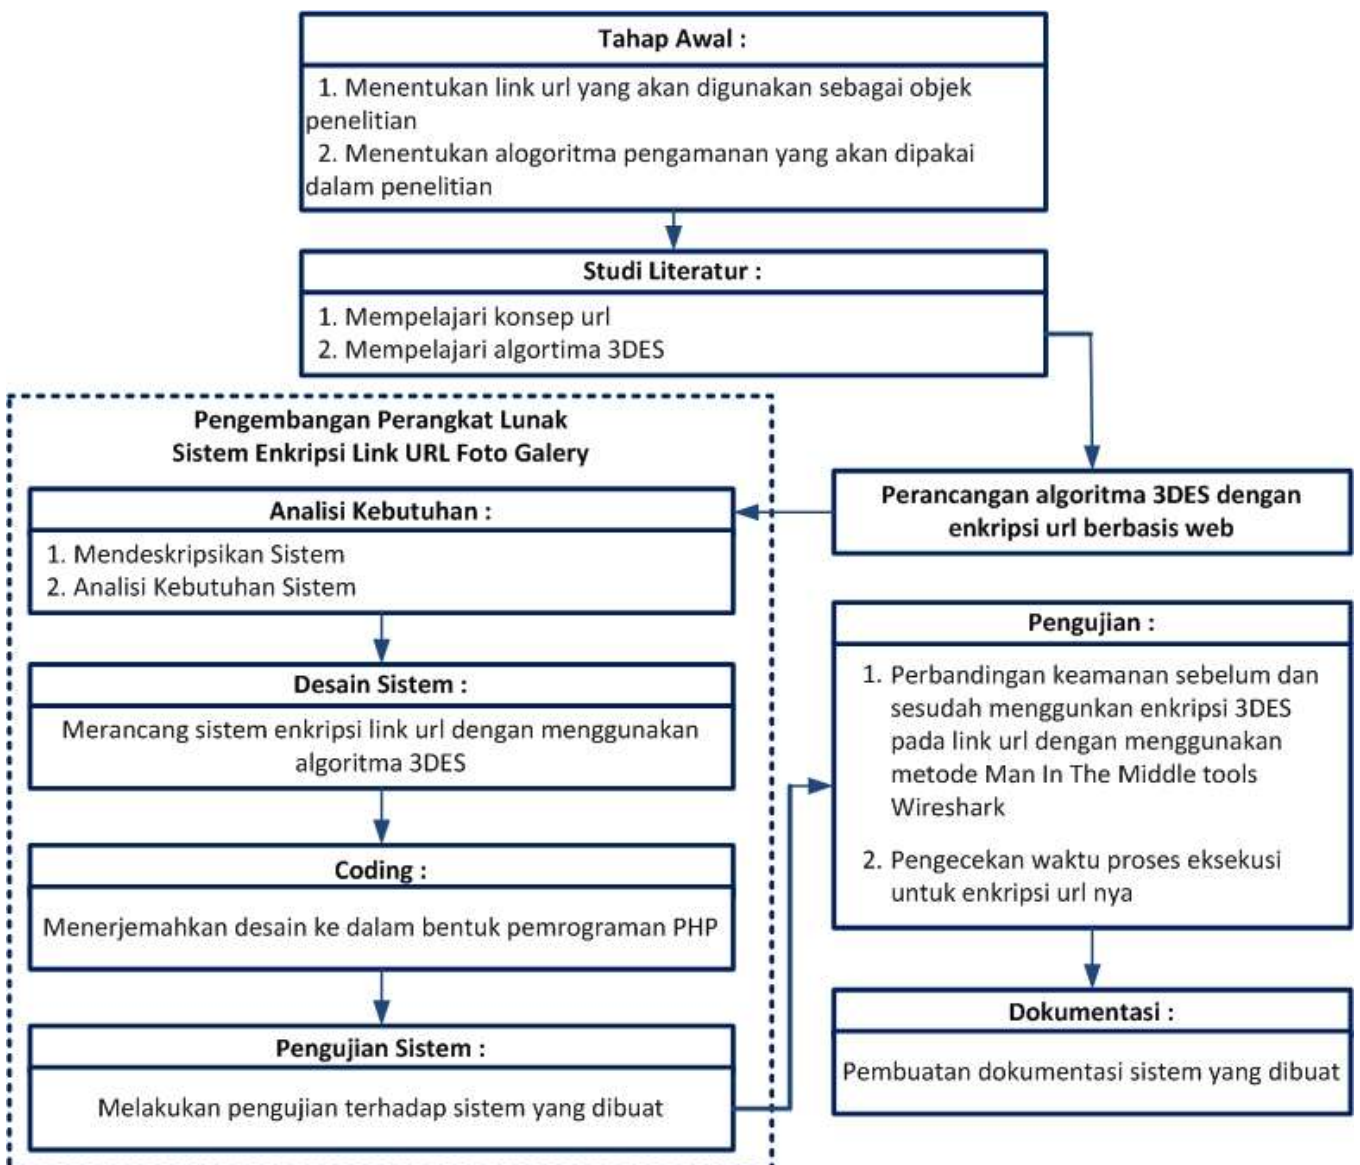 Tahap Awal :
1. Menentukan link url yang akan digunakan sebagai objek
penelitian
2. Menentukan alogoritma pengamanan yang akan dipakai
dalam penelitian
Studi Literatur :
1. Mempelajari konsep url
2. Mempelajari algortima 3DES
Perancangan algoritma 3DES dengan
enkripsi url berbasis web
Pengembangan Perangkat Lunak
Sistem Enkripsi Link URL Foto Galery
Analisi Kebutuhan :
1. Mendeskripsikan Sistem
2. Analisi Kebutuhan Sistem
Desain Sistem :
Merancang sistem enkripsi link url dengan menggunakan
algoritma 3DES
Coding :
Menerjemahkan desain ke dalam bentuk pemrograman PHP
Pengujian Sistem :
Melakukan pengujian terhadap sistem yang dibuat
Pengujian :
1. Perbandingan keamanan sebelum dan
sesudah menggunkan enkripsi 3DES
pada link url dengan menggunakan
metode Man In The Middle tools
Wireshark
2. Pengecekan waktu proses eksekusi
untuk enkripsi url nya
Dokumentasi :
Pembuatan dokumentasi sistem yang dibuat